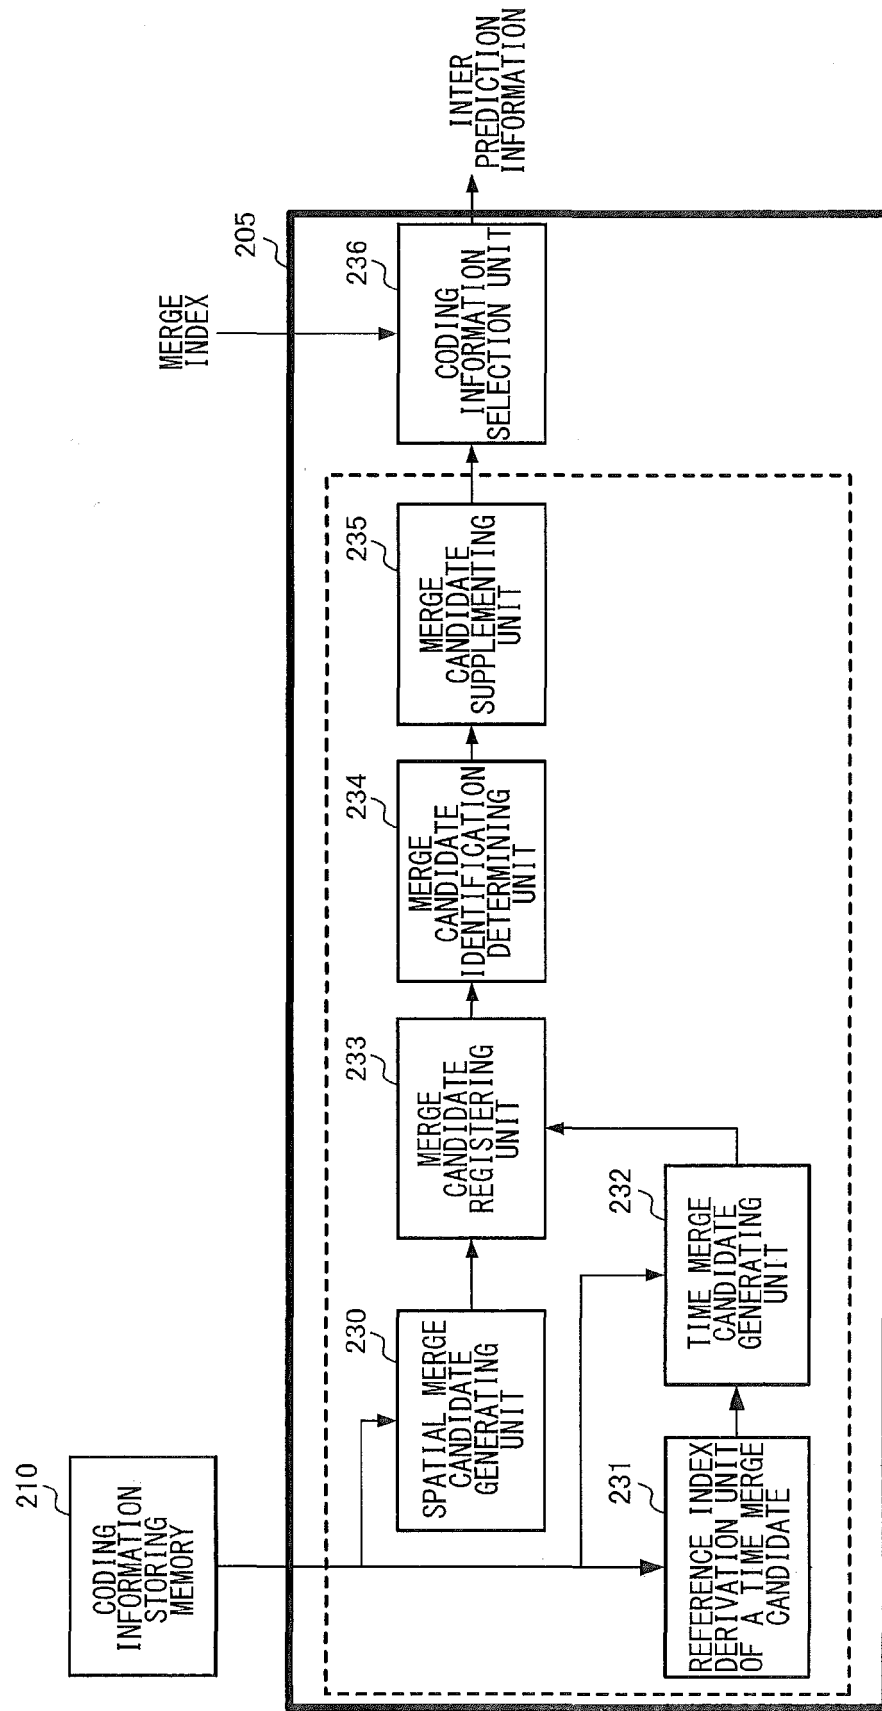 210
CODING
INFORMATION
STORING
MEMORY
MERGE
INDEX
205
230
SPATIAL MERGE
CANDIDATE
GENERATING
UNIT
233
MERGE
CANDIDATE
REGISTERING
UNIT
234
MERGE
CANDIDATE
IDENTIFICATION
DETERMINING
UNIT
235
MERGE
CANDIDATE
SUPPLEMENTING
UNIT
236
CODING
INFORMATION
SELECTION UNIT
INTER
PREDICTION
INFORMATION
231
REFERENCE INDEX
DERIVATION UNIT
OF A TIME MERGE
CANDIDATE
232
TIME MERGE
CANDIDATE
GENERATING
UNIT